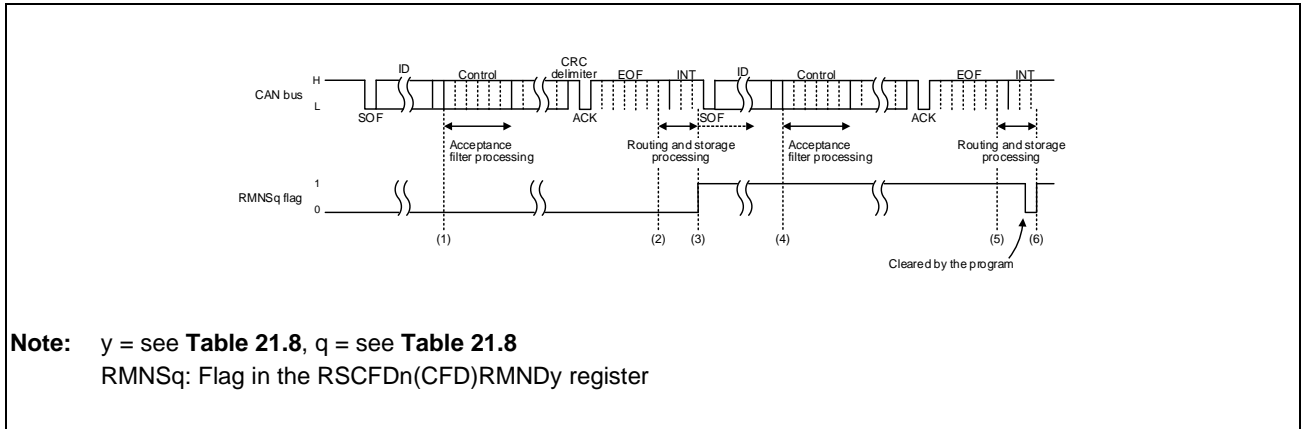 CRC
ID Control delimiter EOF INT ID Control EOF INT
H
CAN bus
L
SOF ACK SOF ACK
Acceptance
filter processing
Routing and storage
processing
Acceptance
filter processing
Routing and storage
processing
1
RMNSq flag
0
(1) (2) (3) (4) (5) (6)
Cleared by the program
Note: y = see Table 21.8, q = see Table 21.8
RMNSq: Flag in the RSCFDn(CFD)RMNDy register